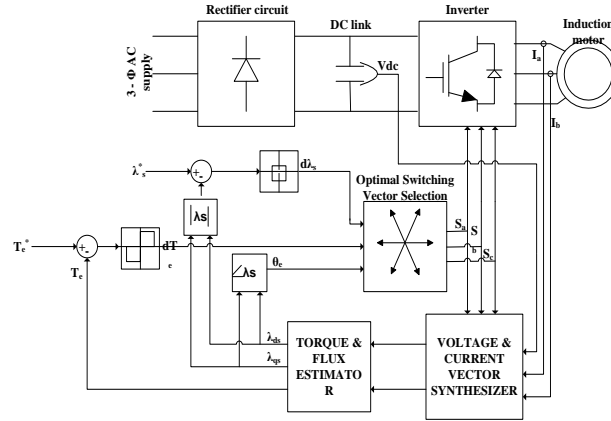 Rectifier circuit
DC link
Inverter
Induction
motor
3 - Φ AC
supply
Vdc
Ia
Ib
λ*s
+
-
dλs
Optimal Switching
Vector Selection
|λs|
Te*
+
-
dT
e
Te
∠λs
θe
Sa
S
b
Sc
λds
λqs
TORQUE &
FLUX
ESTIMATO
R
VOLTAGE &
CURRENT
VECTOR
SYNTHESIZER